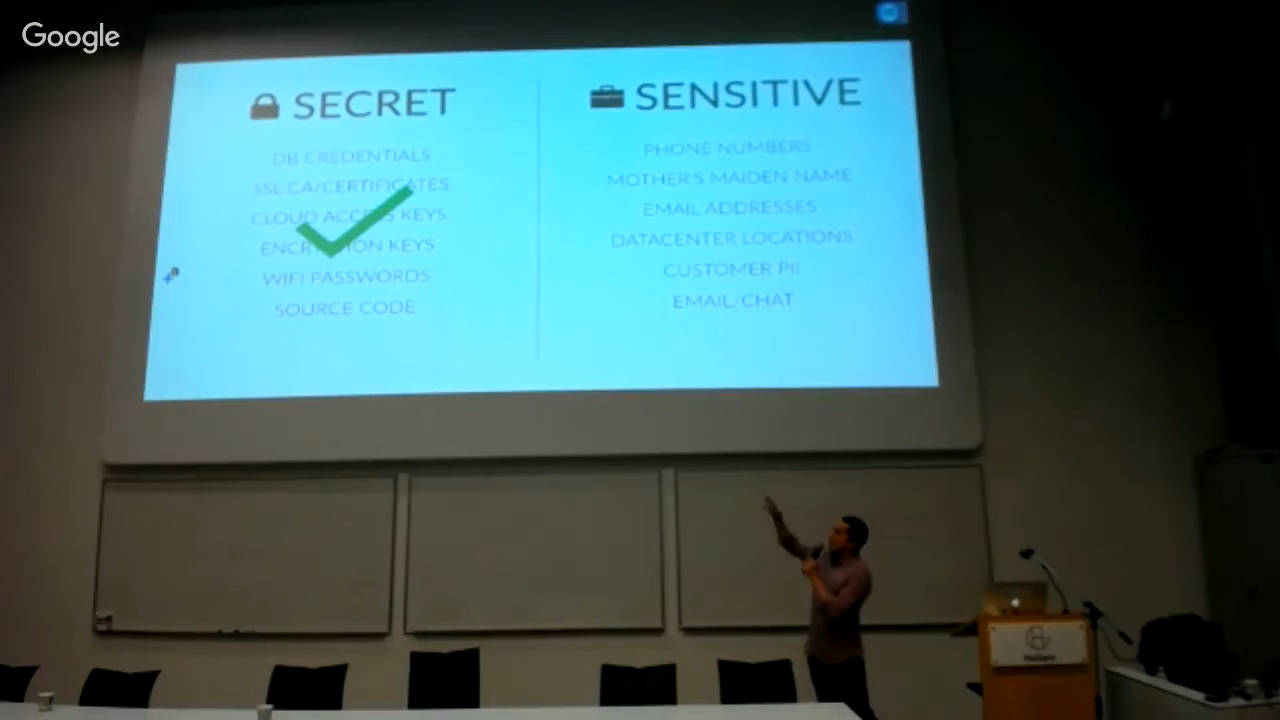 Google
SECRET
DB CREDENTIALS
SSL CA/CERTIFICATES
CLOUD ACCESS KEYS
ENCRYPTION KEYS
WIFI PASSWORDS
SOURCE CODE
SENSITIVE
PHONE NUMBERS
MOTHER'S MAIDEN NAME
EMAIL ADDRESSES
DATACENTER LOCATIONS
CUSTOMER PII
EMAIL/CHAT